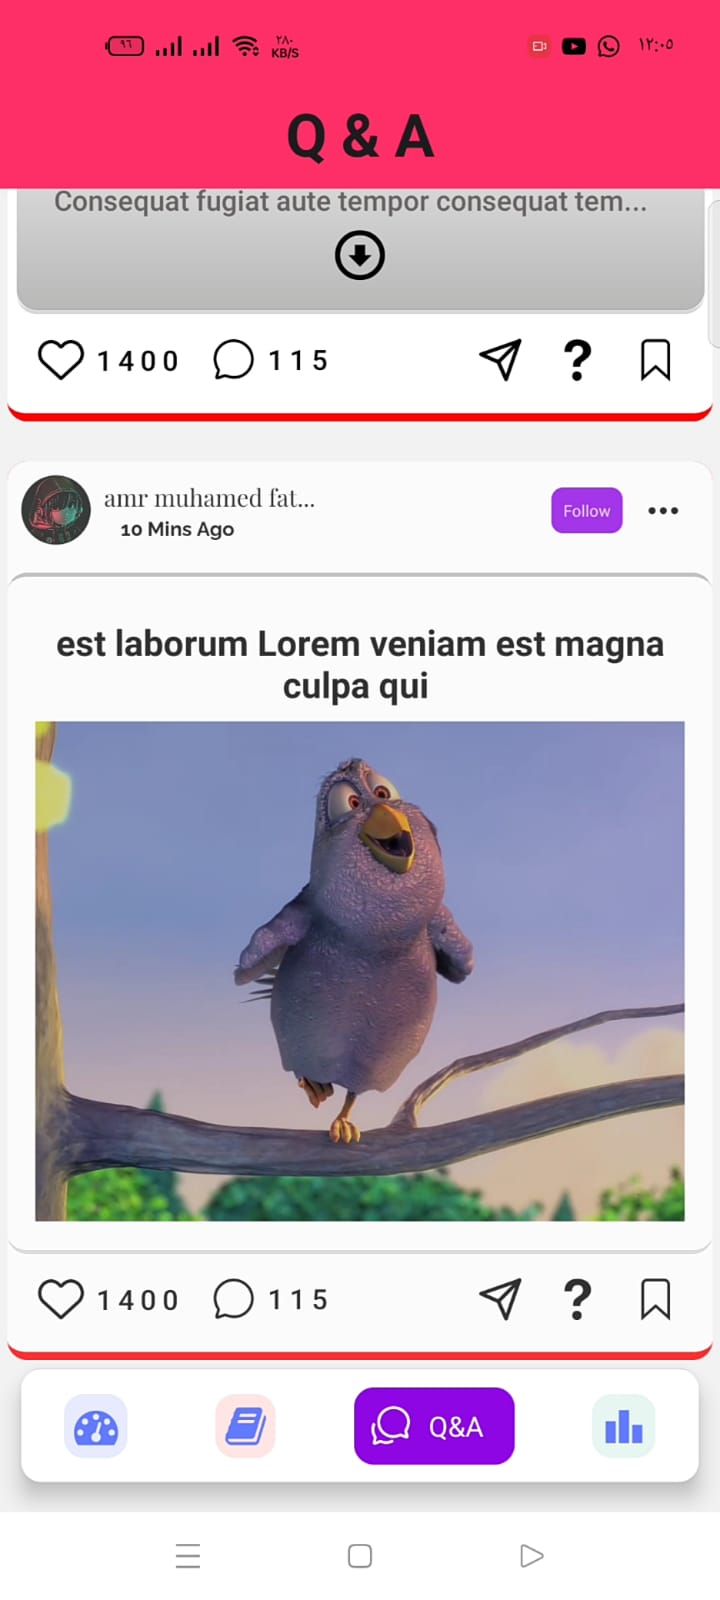 ٩٦ ٢٨٠ KB/S ١٢:٠٥
Q & A
Consequat fugiat aute tempor consequat tem...
1400 115 ?
amr muhamed fat...
10 Mins Ago
Follow
est laborum Lorem veniam est magna
culpa qui
1400 115 ?
Q&A